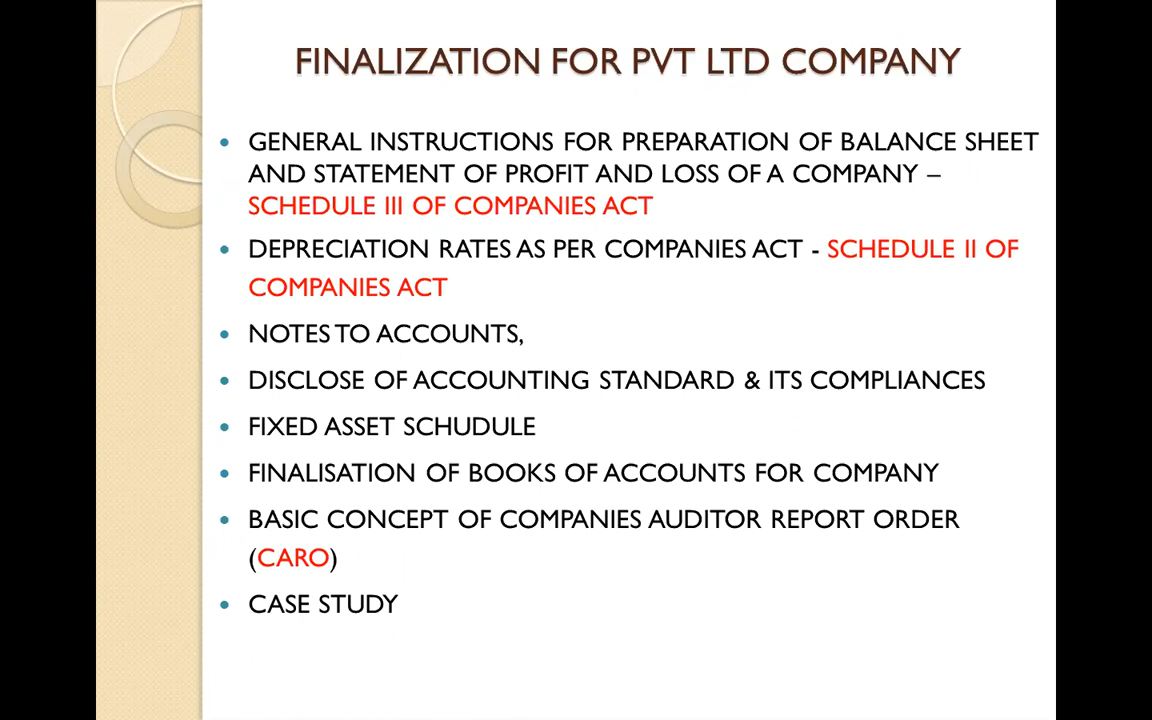 FINALIZATION FOR PVT LTD COMPANY
• GENERAL INSTRUCTIONS FOR PREPARATION OF BALANCE SHEET
AND STATEMENT OF PROFIT AND LOSS OF A COMPANY –
SCHEDULE III OF COMPANIES ACT
• DEPRECIATION RATES AS PER COMPANIES ACT - SCHEDULE II OF
COMPANIES ACT
• NOTES TO ACCOUNTS,
• DISCLOSE OF ACCOUNTING STANDARD & ITS COMPLIANCES
• FIXED ASSET SCHUDULE
• FINALISATION OF BOOKS OF ACCOUNTS FOR COMPANY
• BASIC CONCEPT OF COMPANIES AUDITOR REPORT ORDER
(CARO)
• CASE STUDY